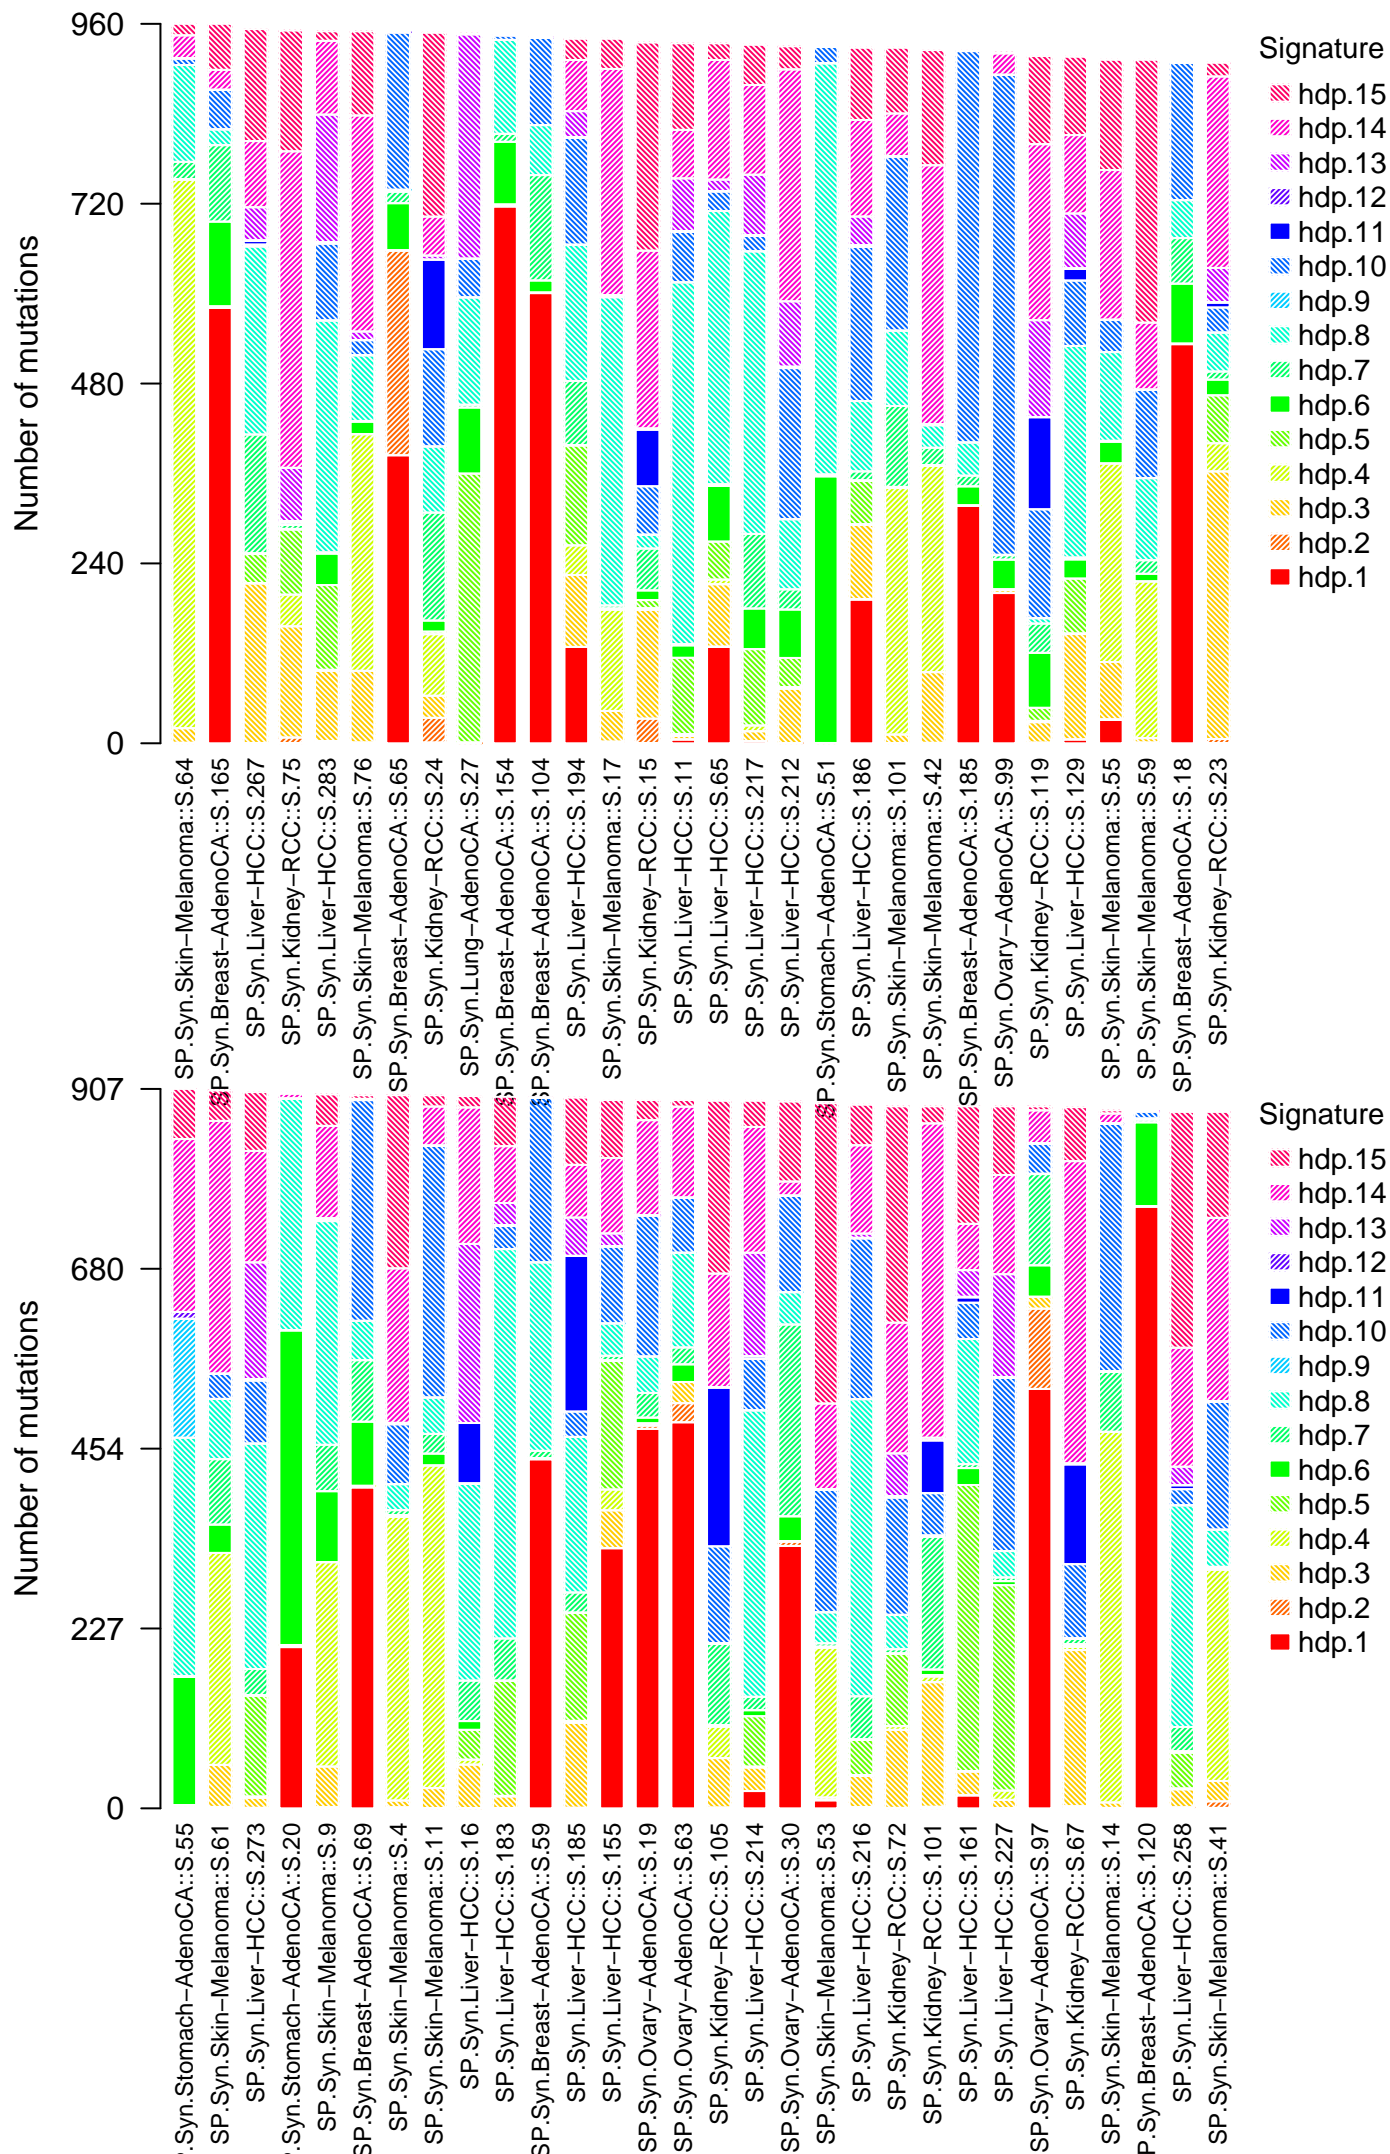 Number of mutations
960
720
480
240
0
Signature
hdp.15
hdp.14
hdp.13
hdp.12
hdp.11
hdp.10
hdp.9
hdp.8
hdp.7
hdp.6
hdp.5
hdp.4
hdp.3
hdp.2
hdp.1
SP.Syn.Skin−Melanoma::S.64
SP.Syn.Breast−AdenoCA::S.165
SP.Syn.Liver−HCC::S.267
SP.Syn.Kidney−RCC::S.75
SP.Syn.Liver−HCC::S.283
SP.Syn.Skin−Melanoma::S.76
SP.Syn.Breast−AdenoCA::S.65
SP.Syn.Kidney−RCC::S.24
SP.Syn.Lung−AdenoCA::S.27
SP.Syn.Breast−AdenoCA::S.154
SP.Syn.Breast−AdenoCA::S.104
SP.Syn.Liver−HCC::S.194
SP.Syn.Skin−Melanoma::S.17
SP.Syn.Kidney−RCC::S.15
SP.Syn.Liver−HCC::S.11
SP.Syn.Liver−HCC::S.65
SP.Syn.Liver−HCC::S.217
SP.Syn.Liver−HCC::S.212
SP.Syn.Stomach−AdenoCA::S.51
SP.Syn.Liver−HCC::S.186
SP.Syn.Skin−Melanoma::S.101
SP.Syn.Skin−Melanoma::S.42
SP.Syn.Breast−AdenoCA::S.185
SP.Syn.Ovary−AdenoCA::S.99
SP.Syn.Kidney−RCC::S.119
SP.Syn.Liver−HCC::S.129
SP.Syn.Skin−Melanoma::S.55
SP.Syn.Skin−Melanoma::S.59
SP.Syn.Breast−AdenoCA::S.18
SP.Syn.Kidney−RCC::S.23
Number of mutations
907
680
454
227
0
Signature
hdp.15
hdp.14
hdp.13
hdp.12
hdp.11
hdp.10
hdp.9
hdp.8
hdp.7
hdp.6
hdp.5
hdp.4
hdp.3
hdp.2
hdp.1
P.Syn.Stomach−AdenoCA::S.55
SP.Syn.Skin−Melanoma::S.61
SP.Syn.Liver−HCC::S.273
P.Syn.Stomach−AdenoCA::S.20
SP.Syn.Skin−Melanoma::S.9
SP.Syn.Breast−AdenoCA::S.69
SP.Syn.Skin−Melanoma::S.4
SP.Syn.Skin−Melanoma::S.11
SP.Syn.Liver−HCC::S.16
SP.Syn.Liver−HCC::S.183
SP.Syn.Breast−AdenoCA::S.59
SP.Syn.Liver−HCC::S.185
SP.Syn.Liver−HCC::S.155
SP.Syn.Ovary−AdenoCA::S.19
SP.Syn.Ovary−AdenoCA::S.63
SP.Syn.Kidney−RCC::S.105
SP.Syn.Liver−HCC::S.214
SP.Syn.Ovary−AdenoCA::S.30
SP.Syn.Skin−Melanoma::S.53
SP.Syn.Liver−HCC::S.216
SP.Syn.Kidney−RCC::S.72
SP.Syn.Kidney−RCC::S.101
SP.Syn.Liver−HCC::S.161
SP.Syn.Liver−HCC::S.227
SP.Syn.Ovary−AdenoCA::S.97
SP.Syn.Kidney−RCC::S.67
SP.Syn.Skin−Melanoma::S.14
P.Syn.Breast−AdenoCA::S.120
SP.Syn.Liver−HCC::S.258
SP.Syn.Skin−Melanoma::S.41